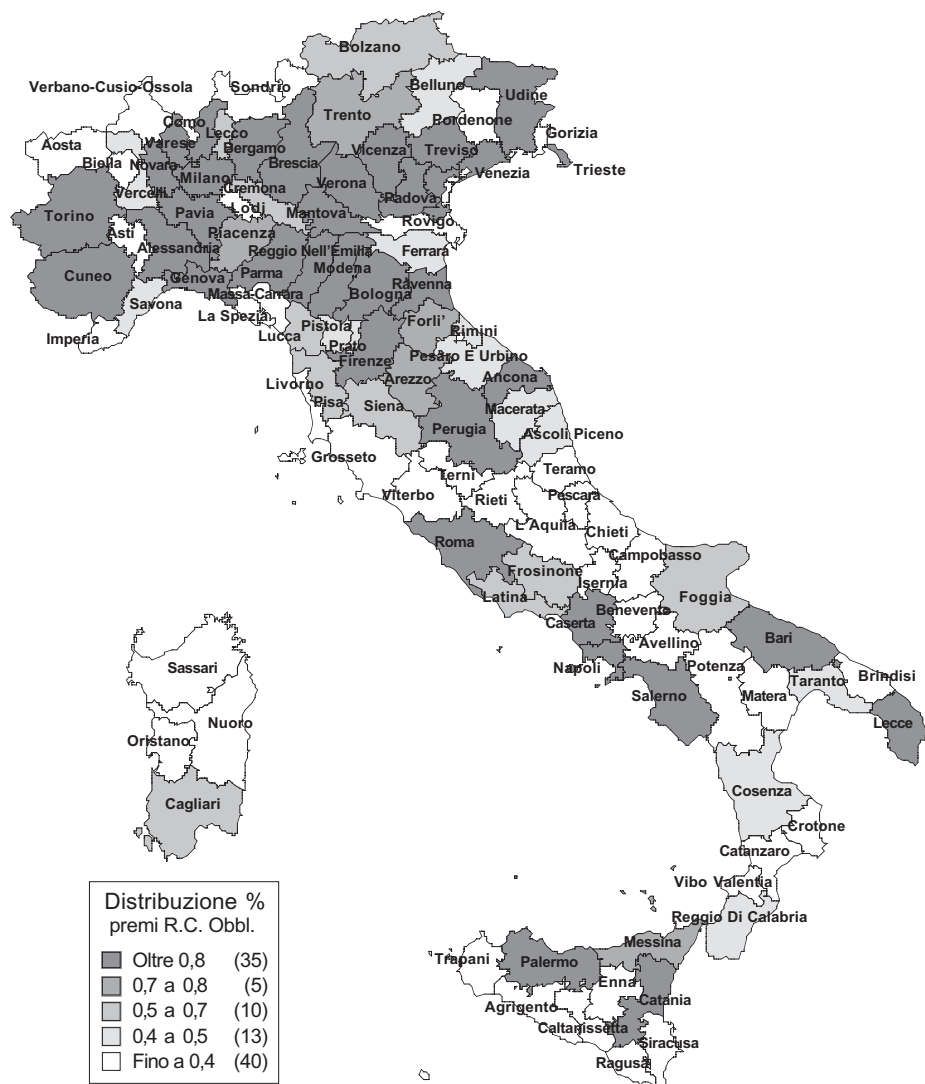 Bolzano
Verbano-Cusio-Ossola
Sondrio
Belluno
Udine
Como
Trento
Pordenone
Lecco
Gorizia
Aosta
Varese
Bergamo
Vicenza
Treviso
Biella
Novara
Brescia
Venezia
Trieste
Milano
Verona
Vercelli
Cremona
Padova
Torino
Pavia
Lodi
Mantova
Rovigo
Asti
Piacenza
Alessandria
Reggio Nell'Emilia
Ferrara
Cuneo
Genova
Parma
Modena
Ravenna
Massa-Carrara
Bologna
Savona
La Spezia
Forli'
Imperia
Lucca
Pistoia
Rimini
Prato
Pesaro E Urbino
Firenze
Arezzo
Ancona
Livorno
Pisa
Siena
Macerata
Perugia
Ascoli Piceno
Grosseto
Teramo
Terni
Viterbo
Rieti
Pescara
L'Aquila
Chieti
Roma
Campobasso
Frosinone
Isernia
Latina
Foggia
Benevento
Caserta
Bari
Avellino
Napoli
Potenza
Sassari
Taranto
Brindisi
Salerno
Matera
Nuoro
Lecce
Oristano
Cosenza
Cagliari
Crotone
Catanzaro
Vibo Valentia
Reggio Di Calabria
Messina
Trapani
Palermo
Enna
Catania
Agrigento
Caltanissetta
Siracusa
Ragusa
Distribuzione %
premi R.C. Obbl.
Oltre 0,8 (35)
0,7 a 0,8 (5)
0,5 a 0,7 (10)
0,4 a 0,5 (13)
Fino a 0,4 (40)